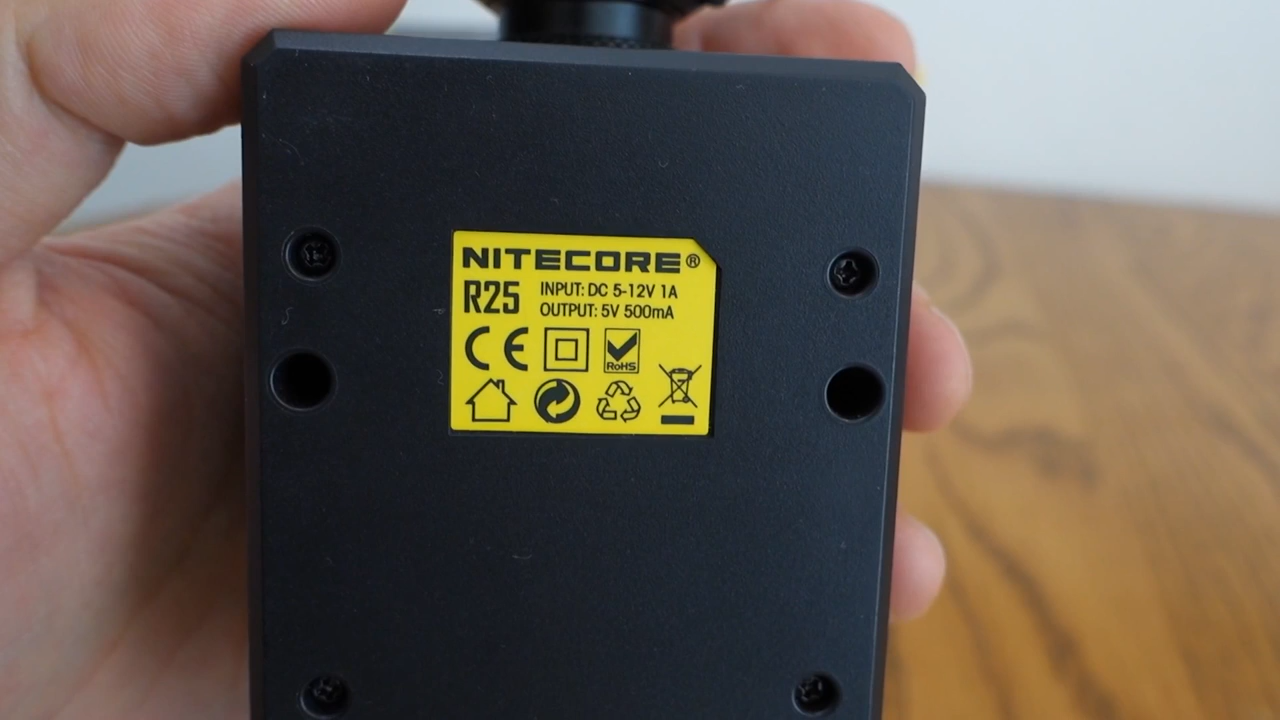 NITECORE®
R25
INPUT: DC 5-12V 1A
OUTPUT: 5V 500mA
CE
RoHS